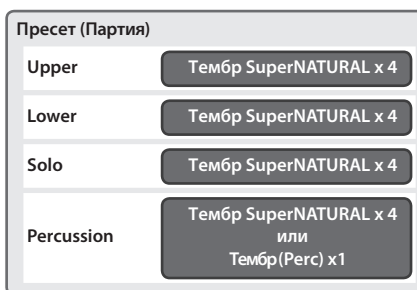 Пресет (Партия)
Upper
Тембр SuperNATURAL x 4
Lower
Тембр SuperNATURAL x 4
Solo
Тембр SuperNATURAL x 4
Percussion
Тембр SuperNATURAL x 4
или
Тембр (Perc) x1